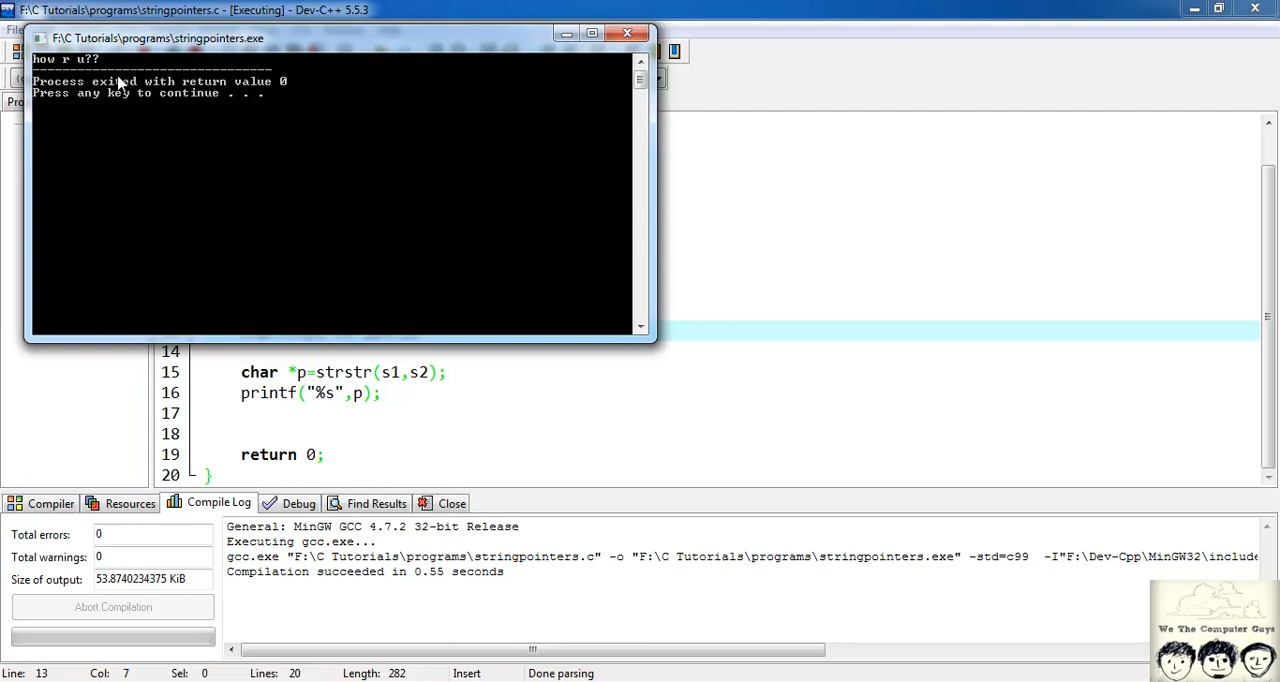 F:\C Tutorials\programs\stringpointers.c - [Executing] - Dev-C++ 5.5.3
F:\C Tutorials\programs\stringpointers.exe
how r u??
--------------------------------
Process exited with return value 0
Press any key to continue . . .
14
15 char *p=strstr(s1,s2);
16 printf("%s",p);
17
18
19 return 0;
20 }
Compiler Resources Compile Log Debug Find Results Close
Total errors: 0
Total warnings: 0
Size of output: 53.8740234375 KiB
Abort Compilation
General: MinGW GCC 4.7.2 32-bit Release
Executing gcc.exe...
gcc.exe "F:\C Tutorials\programs\stringpointers.c" -o "F:\C Tutorials\programs\stringpointers.exe" -std=c99 -I"F:\Dev-Cpp\MinGW32\include
Compilation succeeded in 0.55 seconds
We The Computer Guys
Line: 13 Col: 7 Sel: 0 Lines: 20 Length: 282 Insert Done parsing